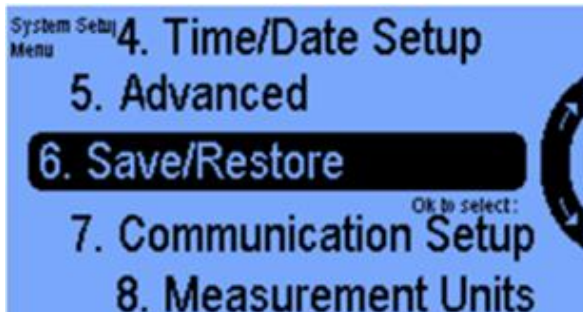 System Setup
Menu
4. Time/Date Setup
5. Advanced
6. Save/Restore
Ok to select:
7. Communication Setup
8. Measurement Units